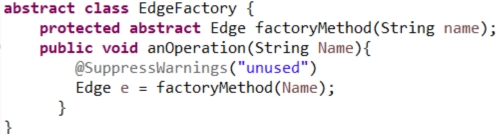 abstract class EdgeFactory {
protected abstract Edge factoryMethod(String name);
public void anOperation(String Name){
@SuppressWarnings("unused")
Edge e = factoryMethod(Name);
}
}